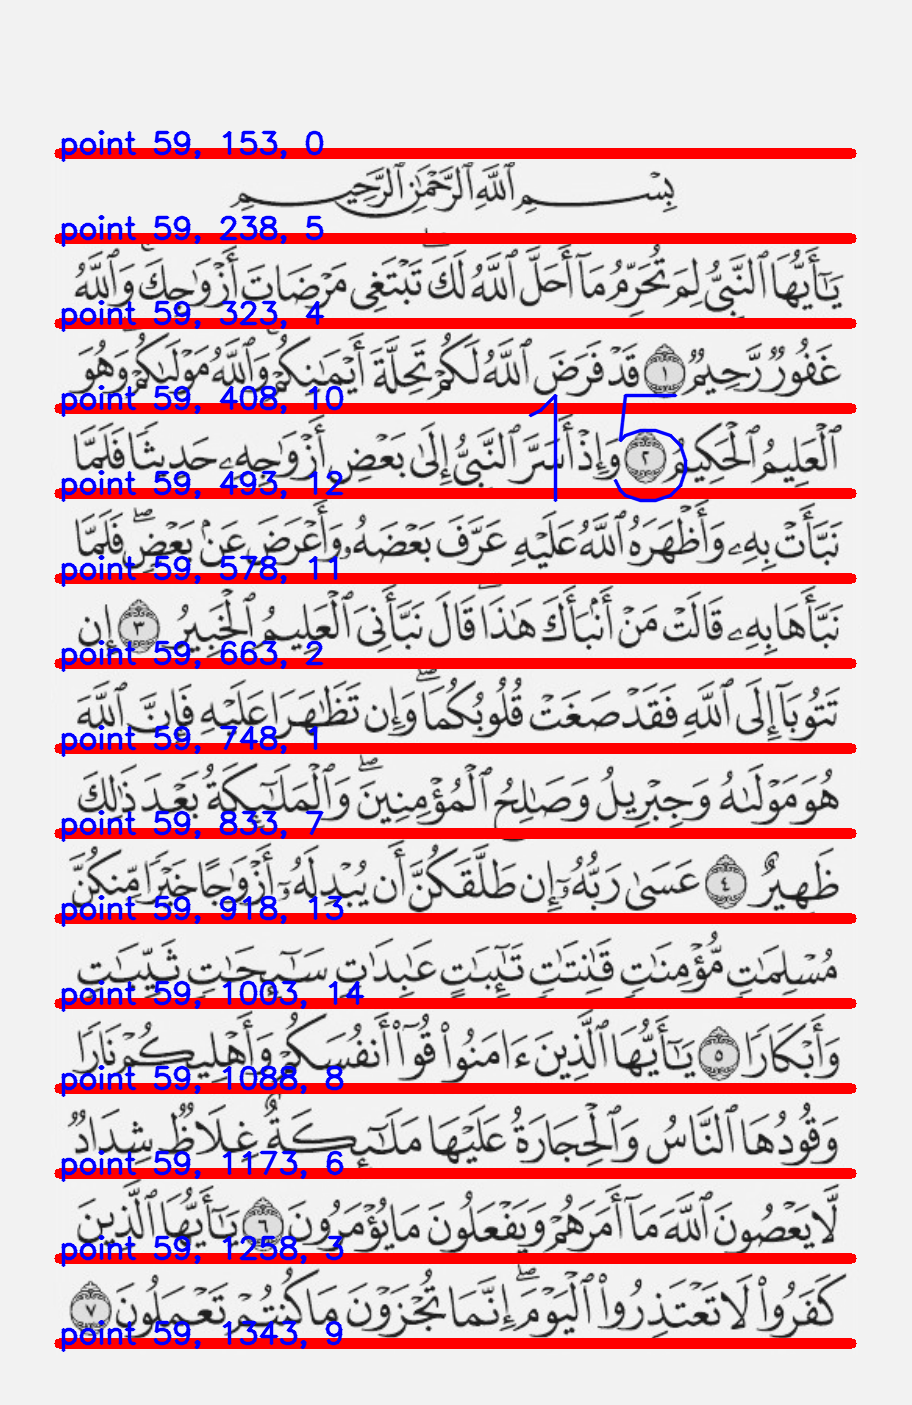 point 59, 153, 0
بِسْمِ ٱللَّهِ ٱلرَّحْمَٰنِ ٱلرَّحِيمِ
point 59, 238, 5
يَٰٓأَيُّهَا ٱلنَّبِىُّ لِمَ تُحَرِّمُ مَآ أَحَلَّ ٱللَّهُ لَكَ ۖ تَبْتَغِى مَرْضَاتَ أَزْوَٰجِكَ ۚ وَٱللَّهُ
point 59, 323, 4
غَفُورٌ رَّحِيمٌ ١ قَدْ فَرَضَ ٱللَّهُ لَكُمْ تَحِلَّةَ أَيْمَٰنِكُمْ ۚ وَٱللَّهُ مَوْلَىٰكُمْ ۖ وَهُوَ
point 59, 408, 10
15
ٱلْعَلِيمُ ٱلْحَكِيمُ ٢ وَإِذْ أَسَرَّ ٱلنَّبِىُّ إِلَىٰ بَعْضِ أَزْوَٰجِهِۦ حَدِيثًا فَلَمَّا
point 59, 493, 12
نَبَّأَتْ بِهِۦ وَأَظْهَرَهُ ٱللَّهُ عَلَيْهِ عَرَّفَ بَعْضَهُۥ وَأَعْرَضَ عَنۢ بَعْضٍ ۖ فَلَمَّا
point 59, 578, 11
نَبَّأَهَا بِهِۦ قَالَتْ مَنْ أَنۢبَأَكَ هَٰذَا ۖ قَالَ نَبَّأَنِىَ ٱلْعَلِيمُ ٱلْخَبِيرُ ٣ إِن
point 59, 663, 2
تَتُوبَآ إِلَى ٱللَّهِ فَقَدْ صَغَتْ قُلُوبُكُمَا ۖ وَإِن تَظَٰهَرَا عَلَيْهِ فَإِنَّ ٱللَّهَ
point 59, 748, 1
هُوَ مَوْلَىٰهُ وَجِبْرِيلُ وَصَٰلِحُ ٱلْمُؤْمِنِينَ ۖ وَٱلْمَلَٰٓئِكَةُ بَعْدَ ذَٰلِكَ
point 59, 833, 7
ظَهِيرٌ ٤ عَسَىٰ رَبُّهُۥٓ إِن طَلَّقَكُنَّ أَن يُبْدِلَهُۥٓ أَزْوَٰجًا خَيْرًا مِّنكُنَّ
point 59, 918, 13
مُسْلِمَٰتٍ مُّؤْمِنَٰتٍ قَٰنِتَٰتٍ تَٰٓئِبَٰتٍ عَٰبِدَٰتٍ سَٰٓئِحَٰتٍ ثَيِّبَٰتٍ
point 59, 1003, 14
وَأَبْكَارًا ٥ يَٰٓأَيُّهَا ٱلَّذِينَ ءَامَنُوا۟ قُوٓا۟ أَنفُسَكُمْ وَأَهْلِيكُمْ نَارًا
point 59, 1088, 8
وَقُودُهَا ٱلنَّاسُ وَٱلْحِجَارَةُ عَلَيْهَا مَلَٰٓئِكَةٌ غِلَاظٌ شِدَادٌ
point 59, 1173, 6
لَّا يَعْصُونَ ٱللَّهَ مَآ أَمَرَهُمْ وَيَفْعَلُونَ مَا يُؤْمَرُونَ ٦ يَٰٓأَيُّهَا ٱلَّذِينَ
point 59, 1258, 3
كَفَرُوا۟ لَا تَعْتَذِرُوا۟ ٱلْيَوْمَ ۖ إِنَّمَا تُجْزَوْنَ مَا كُنتُمْ تَعْمَلُونَ ٧
point 59, 1343, 9